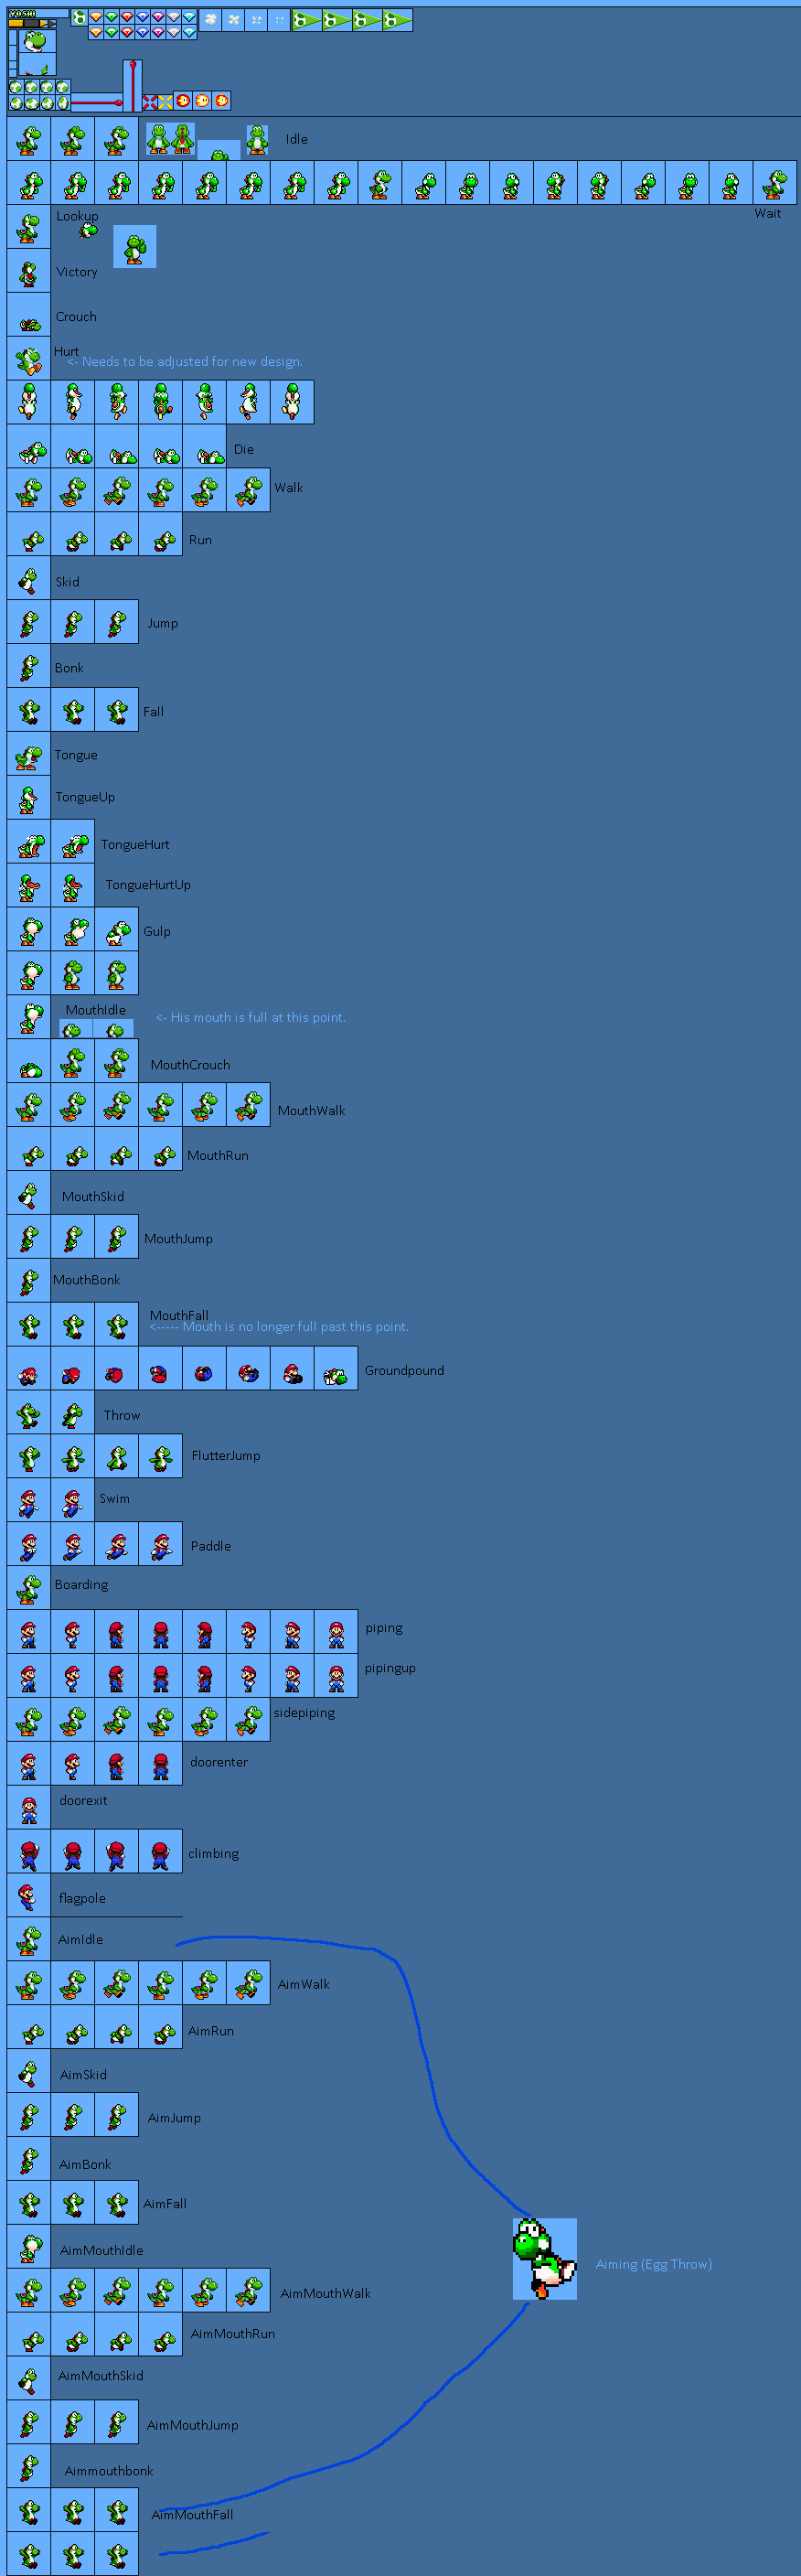 YOSHI
Idle
Wait
Lookup
Victory
Crouch
Hurt
<- Needs to be adjusted for new design.
Die
Walk
Run
Skid
Jump
Bonk
Fall
Tongue
TongueUp
TongueHurt
TongueHurtUp
Gulp
MouthIdle
<- His mouth is full at this point.
MouthCrouch
MouthWalk
MouthRun
MouthSkid
MouthJump
MouthBonk
MouthFall
<----- Mouth is no longer full past this point.
Groundpound
Throw
FlutterJump
Swim
Paddle
Boarding
piping
pipingup
sidepiping
doorenter
doorexit
climbing
flagpole
AimIdle
AimWalk
AimRun
AimSkid
AimJump
AimBonk
AimFall
AimMouthIdle
Aiming (Egg Throw)
AimMouthWalk
AimMouthRun
AimMouthSkid
AimMouthJump
Aimmouthbonk
AimMouthFall